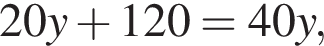 20y + 120 = 40y,